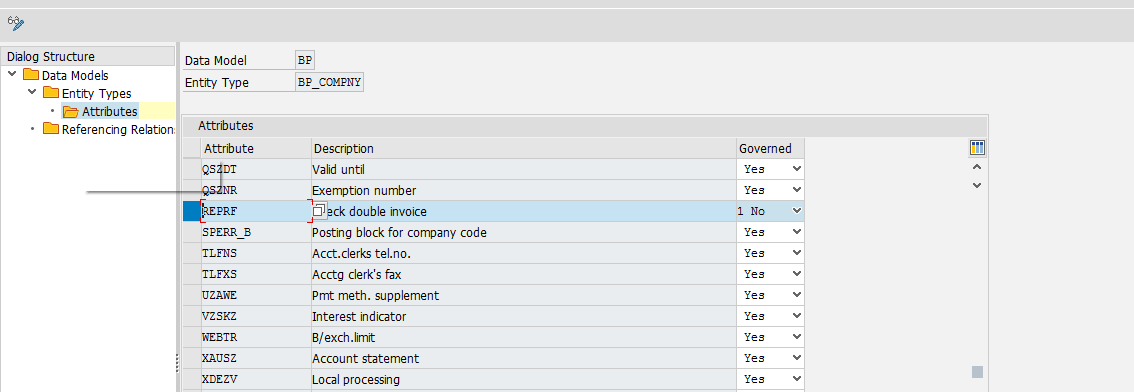 Dialog Structure
Data Models
Entity Types
Attributes
Referencing Relation
Data Model BP
Entity Type BP_COMPNY
Attributes
Attribute Description Governed
QSZDT Valid until Yes
QSZNR Exemption number Yes
REPRF eck double invoice 1 No
SPERR_B Posting block for company code Yes
TLFNS Acct.clerks tel.no. Yes
TLFXS Acctg clerk's fax Yes
UZAWE Pmt meth. supplement Yes
VZSKZ Interest indicator Yes
WEBTR B/exch.limit Yes
XAUSZ Account statement Yes
XDEZV Local processing Yes